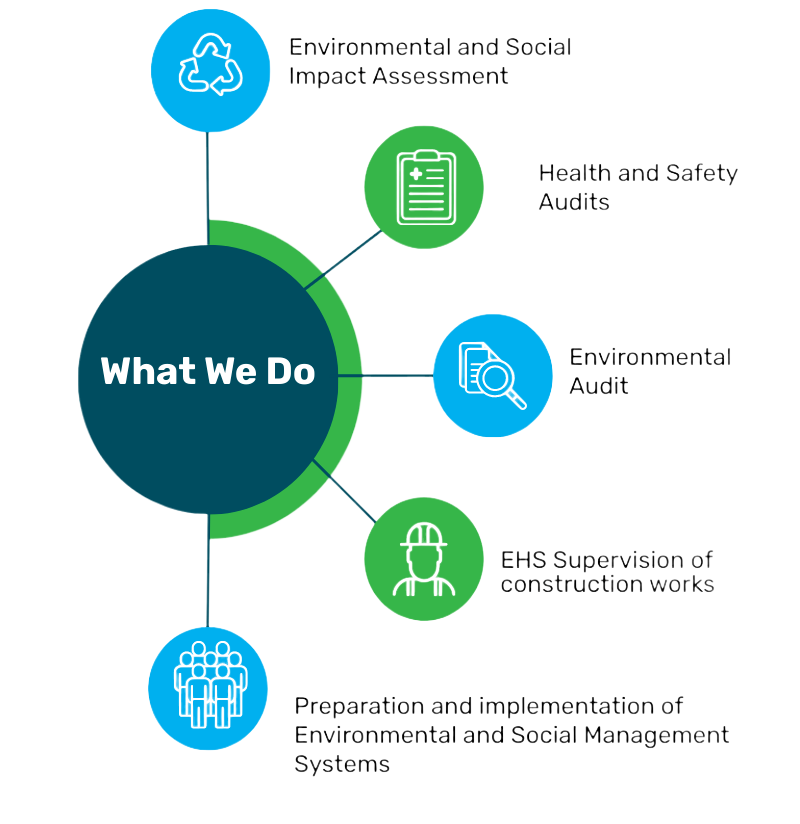 Environmental and Social
Impact Assessment
Health and Safety
Audits
What We Do
Environmental
Audit
EHS Supervision of
construction works
Preparation and implementation of
Environmental and Social Management
Systems